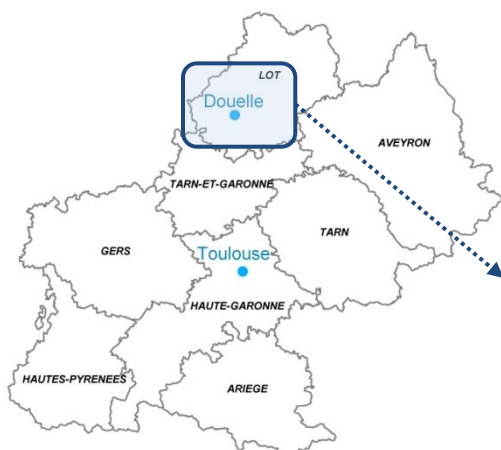 LOT
Douelle
AVEYRON
TARN-ET-GARONNE
TARN
GERS
Toulouse
HAUTE-GARONNE
HAUTES-PYRENEES
ARIEGE